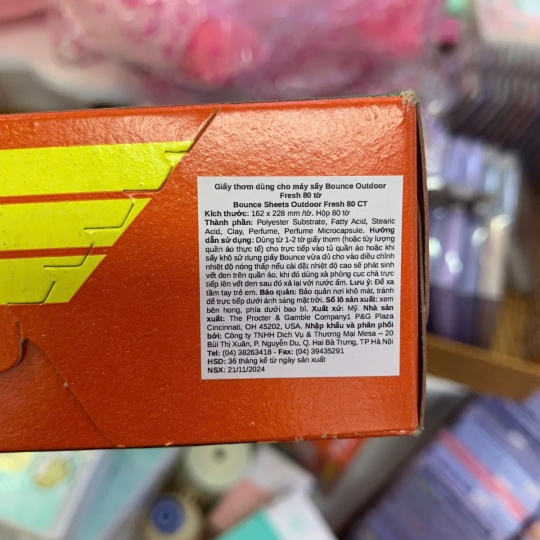 Giấy thơm dùng cho máy sấy Bounce Outdoor
Fresh 80 tờ
Bounce Sheets Outdoor Fresh 80 CT
Kích thước: 162 x 228 mm /tờ. Hộp 80 tờ
Thành phần: Polyester Substrate, Fatty Acid, Stearic
Acid, Clay, Perfume, Perfume Microcapsule. Hướng
dẫn sử dụng: Dùng từ 1-2 tờ giấy thơm (hoặc tùy lượng
quần áo thực tế) cho trực tiếp vào tủ quần áo hoặc khi
sấy khô sử dụng giấy Bounce vừa đủ cho vào điều chỉnh
nhiệt độ nóng thấp nếu cài đặt nhiệt độ cao sẽ phát sinh
vết đen trên quần áo, khi đó dùng xà phòng cục chà trực
tiếp lên vết đen sau đó xả lại với nước ấm. Lưu ý: Để xa
tầm tay trẻ em. Bảo quản: Bảo quản nơi khô mát, tránh
để trực tiếp dưới ánh sáng mặt trời. Số lô sản xuất: xem
bên hong, phía dưới bao bì. Xuất xứ: Mỹ. Nhà sản
xuất: The Procter & Gamble Company1 P&G Plaza
Cincinnati, OH 45202, USA. Nhập khẩu và phân phối
bởi: Công ty TNHH Dịch Vụ & Thương Mại Mesa – 20
Bùi Thị Xuân, P. Nguyễn Du, Q. Hai Bà Trưng, TP Hà Nội
Tel: (04) 38263418 - Fax: (04) 39435291
HSD: 36 tháng kể từ ngày sản xuất
NSX: 21/11/2024